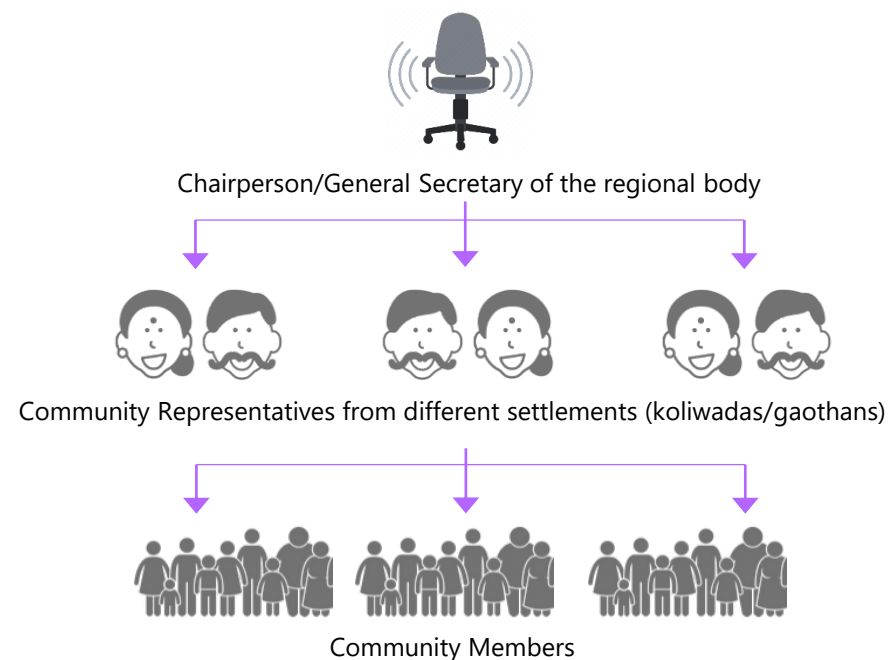 Chairperson/General Secretary of the regional body
Community Representatives from different settlements (koliwadas/gaothans)
Community Members